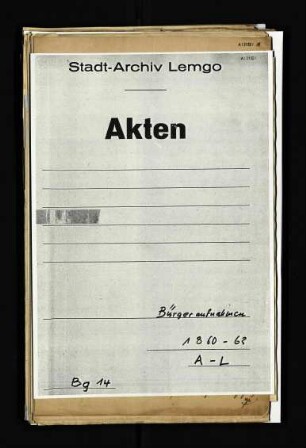 Stadt-Archiv Lemgo
Akten
Bürgeraufnahmen
1860-68
A-L
Bg 14